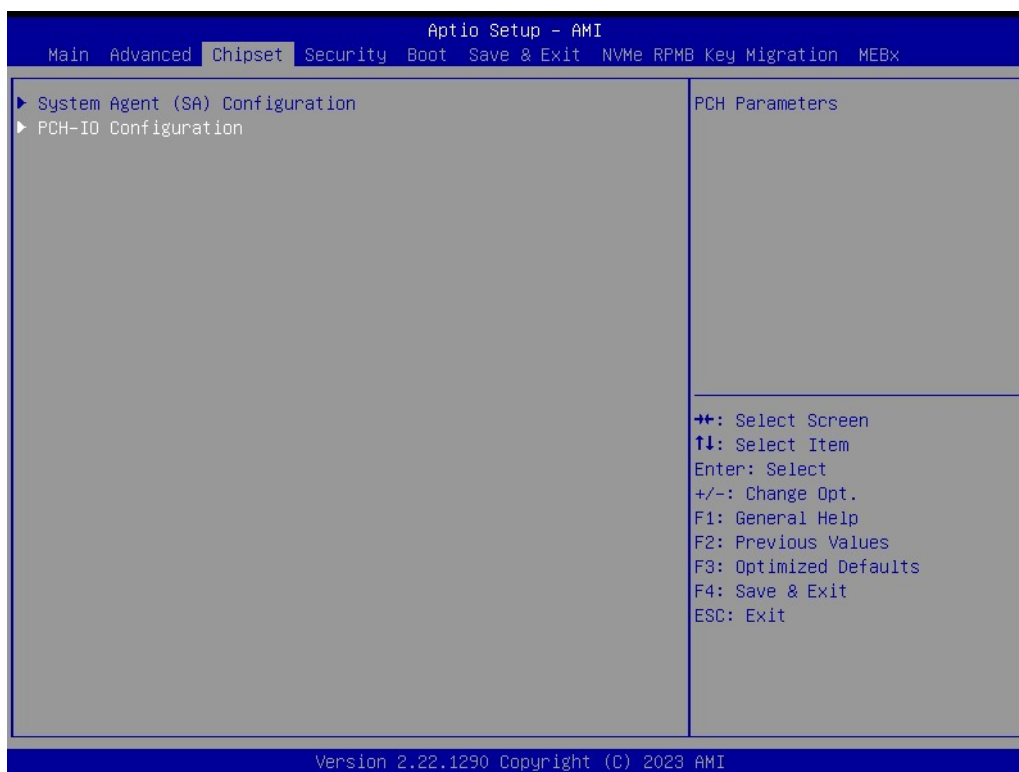 Aptio Setup - AMI
Main Advanced Chipset Security Boot Save & Exit NVMe RPMB Key Migration MEBx
► System Agent (SA) Configuration
► PCH-IO Configuration
PCH Parameters
→←: Select Screen
↑↓: Select Item
Enter: Select
+/-: Change Opt.
F1: General Help
F2: Previous Values
F3: Optimized Defaults
F4: Save & Exit
ESC: Exit
Version 2.22.1290 Copyright (C) 2023 AMI